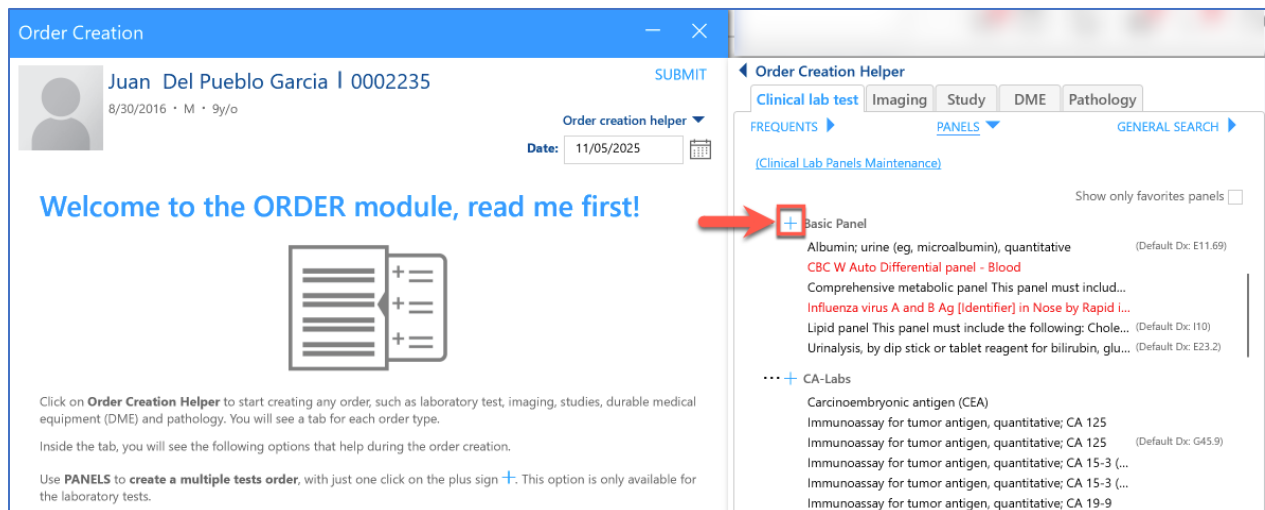 Order Creation
Juan Del Pueblo Garcia | 0002235
SUBMIT
8/30/2016 • M • 9y/o
Order creation helper
Date: 11/05/2025
Welcome to the ORDER module, read me first!
Click on Order Creation Helper to start creating any order, such as laboratory test, imaging, studies, durable medical
equipment (DME) and pathology. You will see a tab for each order type.
Inside the tab, you will see the following options that help during the order creation.
Use PANELS to create a multiple tests order, with just one click on the plus sign +. This option is only available for
the laboratory tests.
Order Creation Helper
Clinical lab test Imaging Study DME Pathology
FREQUENTS PANELS GENERAL SEARCH
(Clinical Lab Panels Maintenance)
Show only favorites panels
+ Basic Panel
Albumin; urine (eg, microalbumin), quantitative (Default Dx: E11.69)
CBC W Auto Differential panel - Blood
Comprehensive metabolic panel This panel must includ...
Influenza virus A and B Ag [Identifier] in Nose by Rapid i...
Lipid panel This panel must include the following: Chole... (Default Dx: I10)
Urinalysis, by dip stick or tablet reagent for bilirubin, glu... (Default Dx: E23.2)
... + CA-Labs
Carcinoembryonic antigen (CEA)
Immunoassay for tumor antigen, quantitative; CA 125
Immunoassay for tumor antigen, quantitative; CA 125 (Default Dx: G45.9)
Immunoassay for tumor antigen, quantitative; CA 15-3 (...
Immunoassay for tumor antigen, quantitative; CA 15-3 (...
Immunoassay for tumor antigen, quantitative; CA 19-9